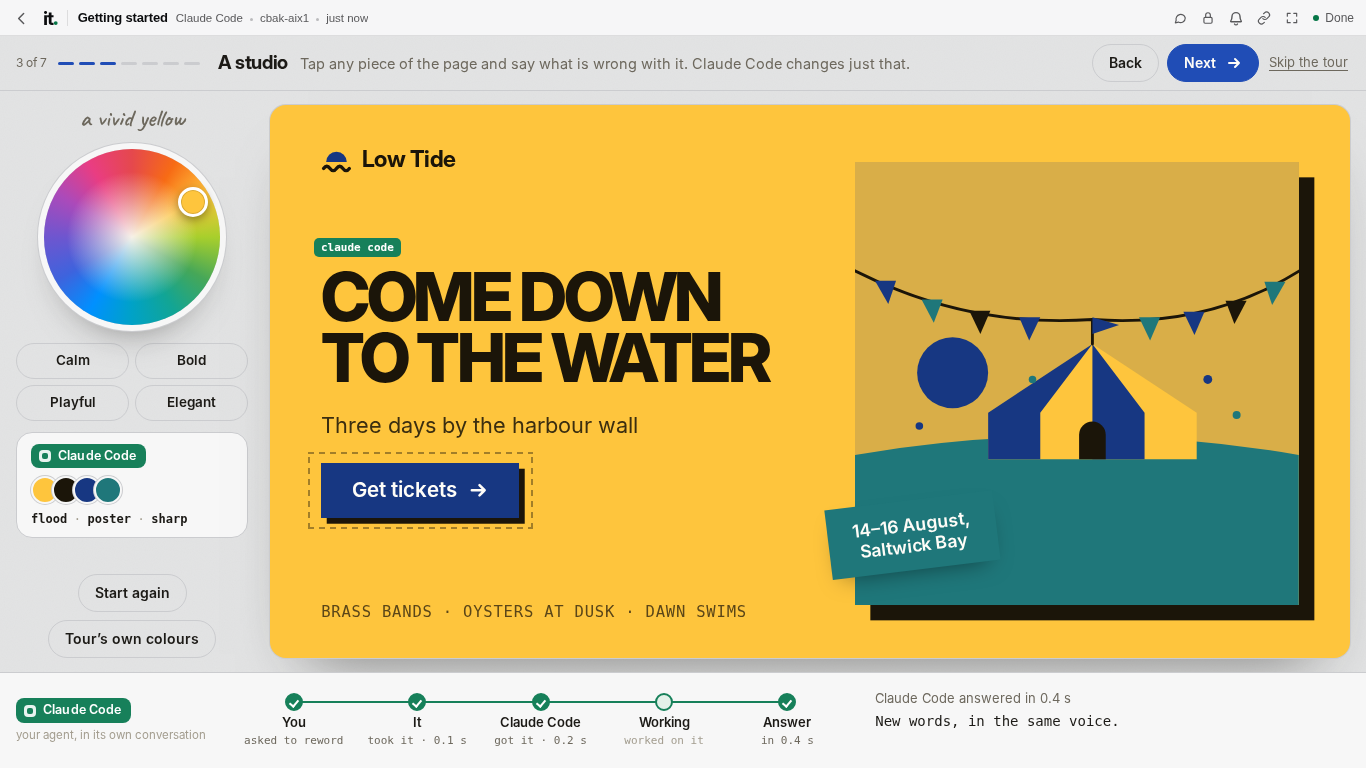 it.
Getting started Claude Code • cbak-aix1 • just now
Done
3 of 7
A studio Tap any piece of the page and say what is wrong with it. Claude Code changes just that.
Back
Next
Skip the tour
a vivid yellow
Calm
Bold
Playful
Elegant
Claude Code
flood · poster · sharp
Start again
Tour's own colours
Low Tide
claude code
COME DOWN
TO THE WATER
Three days by the harbour wall
Get tickets
BRASS BANDS · OYSTERS AT DUSK · DAWN SWIMS
14–16 August,
Saltwick Bay
Claude Code
your agent, in its own conversation
You
asked to reword
It
took it · 0.1 s
Claude Code
got it · 0.2 s
Working
worked on it
Answer
in 0.4 s
Claude Code answered in 0.4 s
New words, in the same voice.